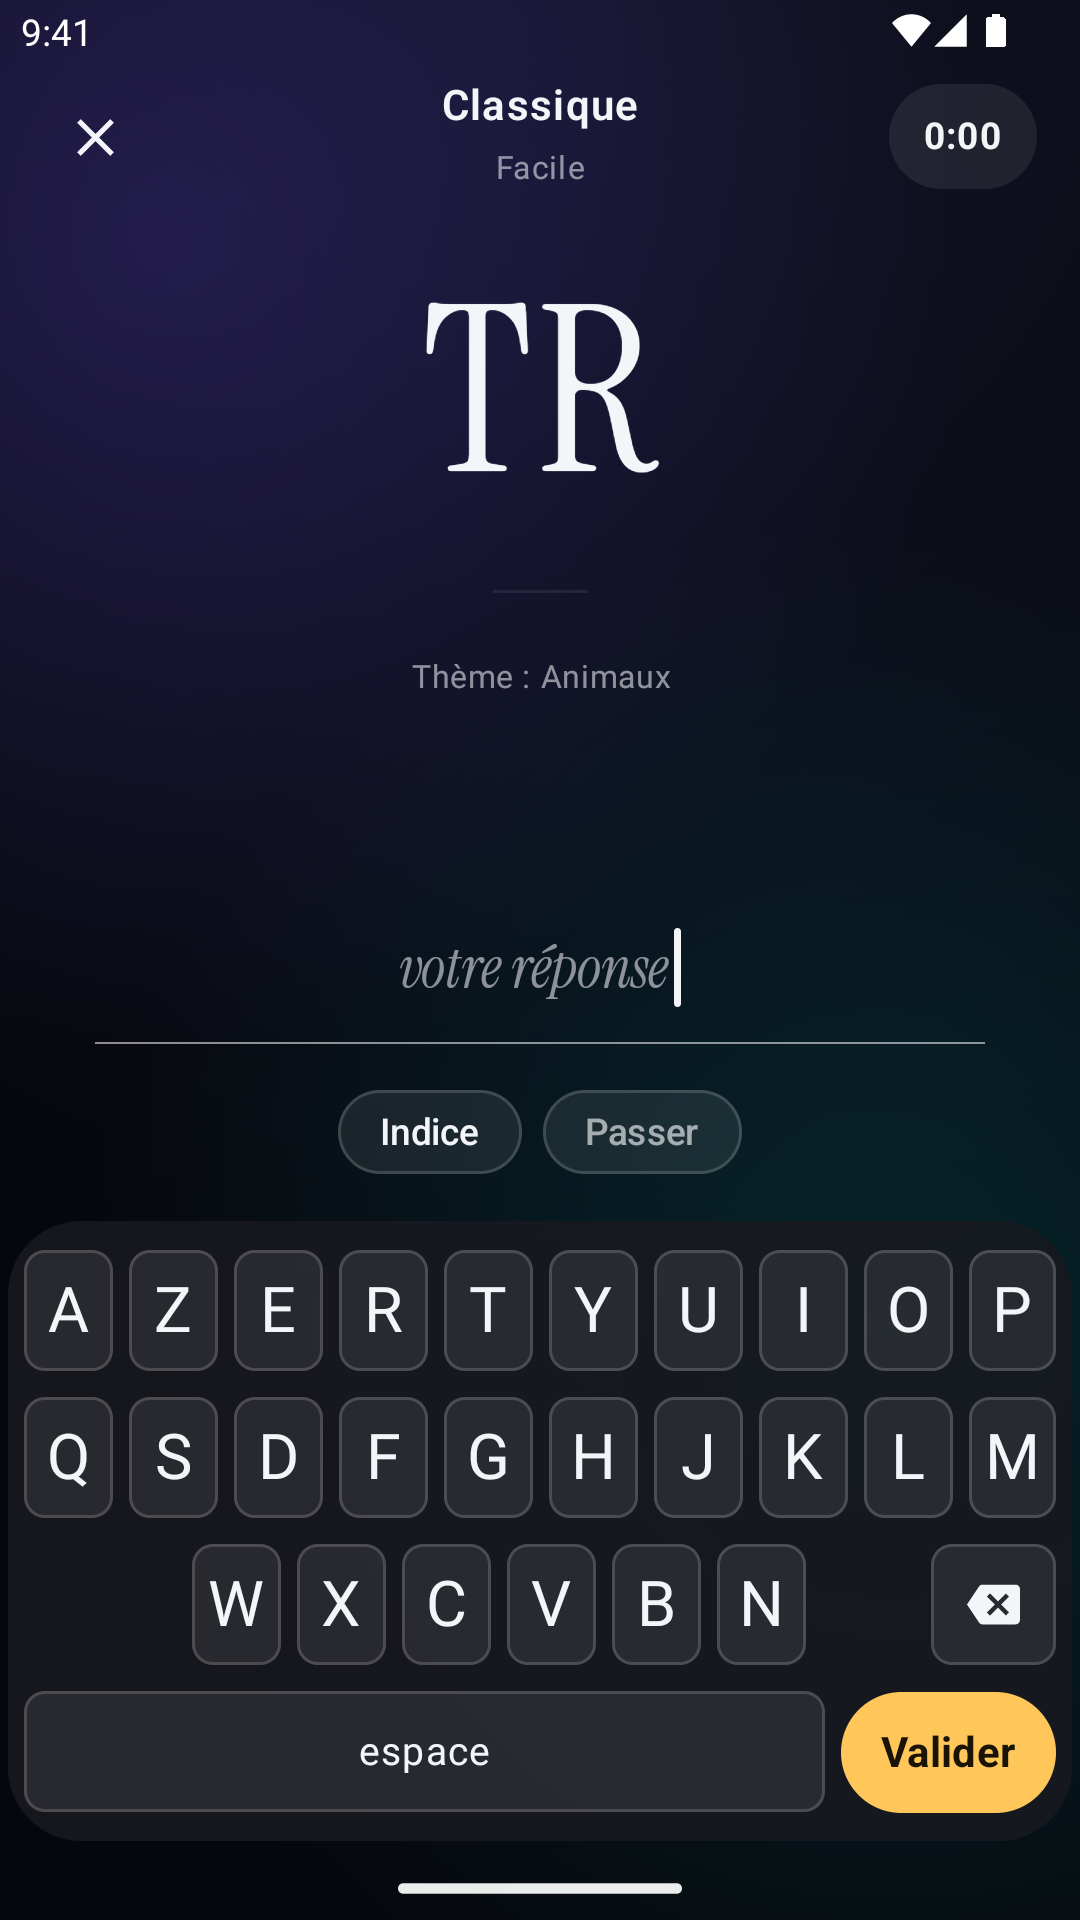 9:41
Classique
Facile
0:00
TR
Thème : Animaux
votre réponse
Indice
Passer
A Z E R T Y U I O P
Q S D F G H J K L M
W X C V B N
espace
Valider